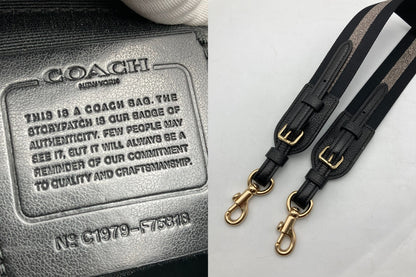 COACH
NEW YORK
THIS IS A COACH BAG. THE
STORYPATCH IS OUR BADGE OF
AUTHENTICITY. FEW PEOPLE MAY
SEE IT, BUT IT WILL ALWAYS BE A
REMINDER OF OUR COMMITMENT
TO QUALITY AND CRAFTSMANSHIP.
Nº C1979-F75818